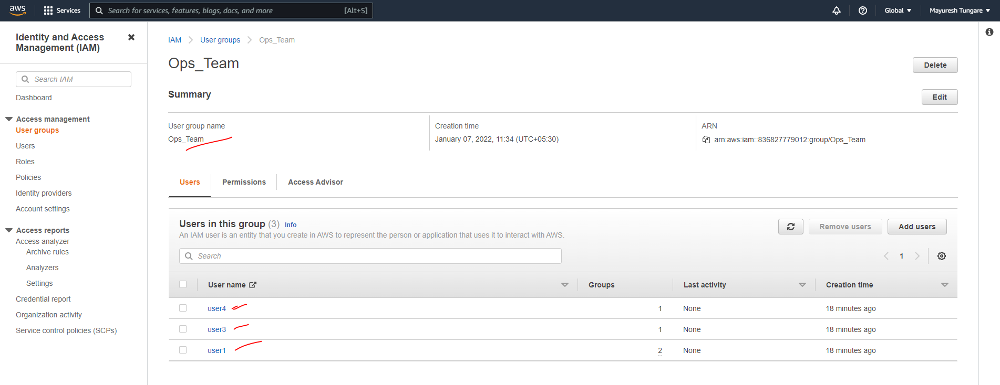 aws
Services
Search for services, features, blogs, docs, and more
[Alt+S]
Global
Mayuresh Tungare
Identity and Access
Management (IAM)
Search IAM
Dashboard
Access management
User groups
Users
Roles
Policies
Identity providers
Account settings
Access reports
Access analyzer
Archive rules
Analyzers
Settings
Credential report
Organization activity
Service control policies (SCPs)
IAM
User groups
Ops_Team
Ops_Team
Delete
Summary
Edit
User group name
Ops_Team
Creation time
January 07, 2022, 11:34 (UTC+05:30)
ARN
arn:aws:iam::836827779012:group/Ops_Team
Users
Permissions
Access Advisor
Users in this group (3) Info
An IAM user is an entity that you create in AWS to represent the person or application that uses it to interact with AWS.
Remove users
Add users
Search
1
User name Groups Last activity Creation time
user4 1 None 18 minutes ago
user3 1 None 18 minutes ago
user1 2 None 18 minutes ago